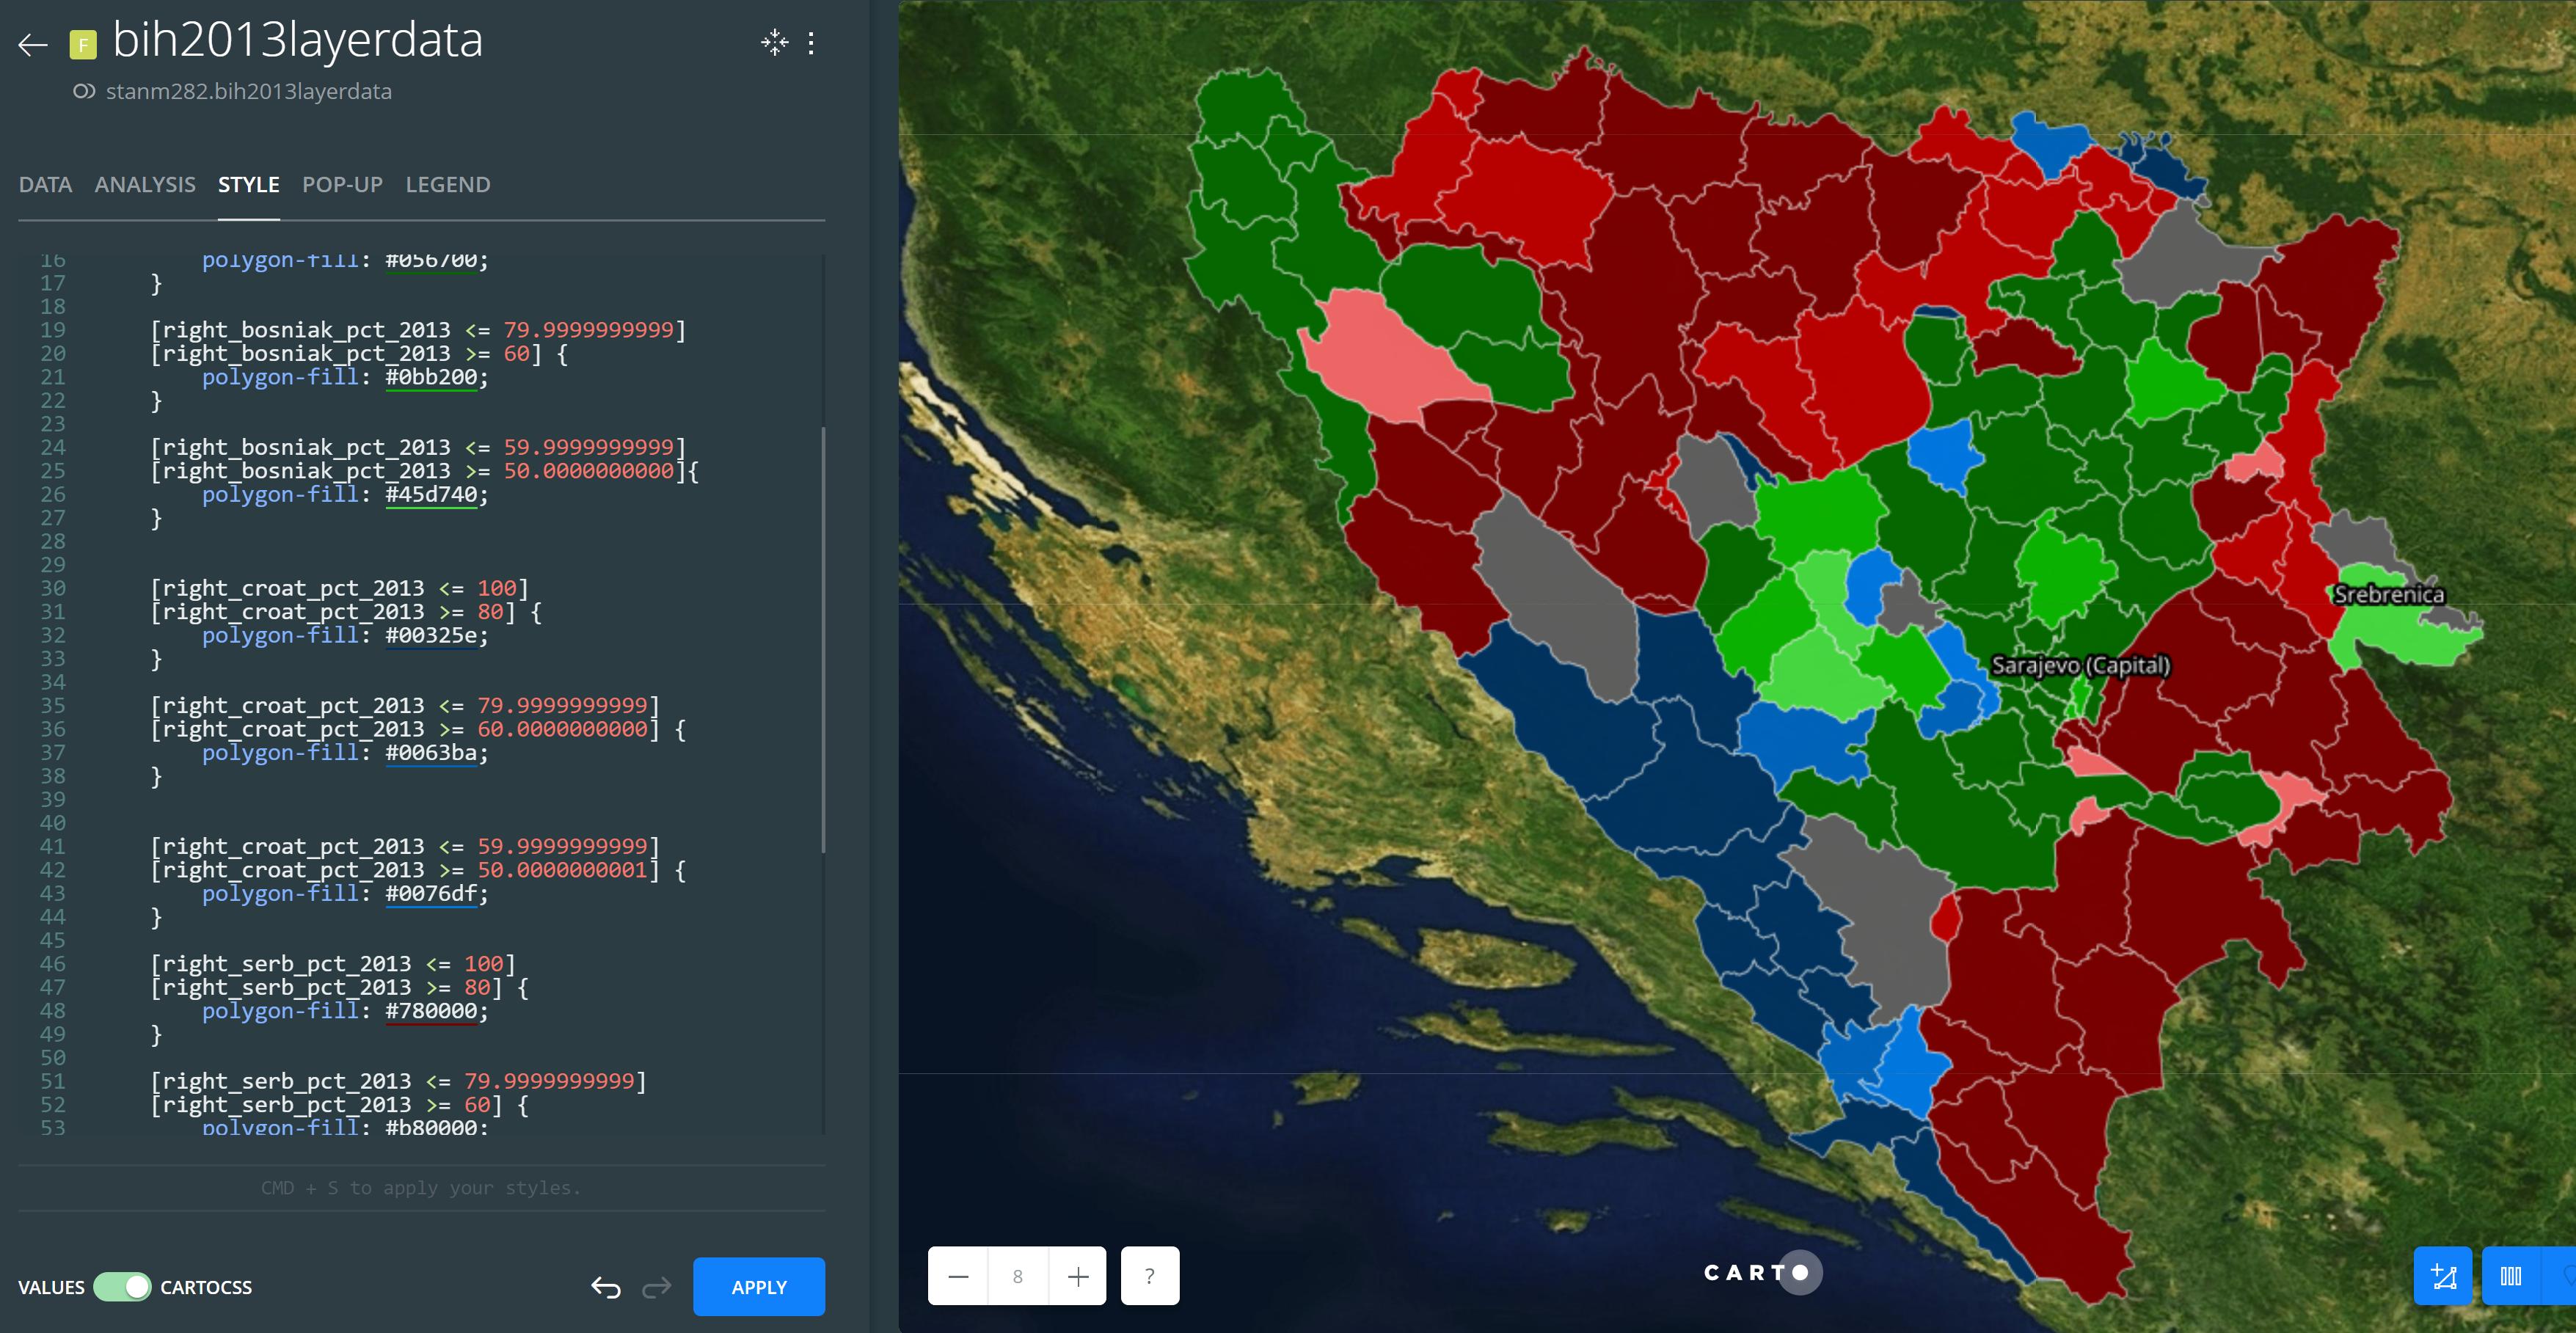 F bih2013layerdata
stanm282.bih2013layerdata
DATA ANALYSIS STYLE POP-UP LEGEND
16 polygon-fill: #056700;
17 }
18
19 [right_bosniak_pct_2013 <= 79.9999999999]
20 [right_bosniak_pct_2013 >= 60] {
21 polygon-fill: #0bb200;
22 }
23
24 [right_bosniak_pct_2013 <= 59.9999999999]
25 [right_bosniak_pct_2013 >= 50.0000000000]{
26 polygon-fill: #45d740;
27 }
28
29
30 [right_croat_pct_2013 <= 100]
31 [right_croat_pct_2013 >= 80] {
32 polygon-fill: #00325e;
33 }
34
35 [right_croat_pct_2013 <= 79.9999999999]
36 [right_croat_pct_2013 >= 60.0000000000] {
37 polygon-fill: #0063ba;
38 }
39
40
41 [right_croat_pct_2013 <= 59.9999999999]
42 [right_croat_pct_2013 >= 50.0000000001] {
43 polygon-fill: #0076df;
44 }
45
46 [right_serb_pct_2013 <= 100]
47 [right_serb_pct_2013 >= 80] {
48 polygon-fill: #780000;
49 }
50
51 [right_serb_pct_2013 <= 79.9999999999]
52 [right_serb_pct_2013 >= 60] {
53 polygon-fill: #b80000;
CMD + S to apply your styles.
VALUES CARTOCSS APPLY
Srebrenica
Sarajevo (Capital)
8 ?
CARTO